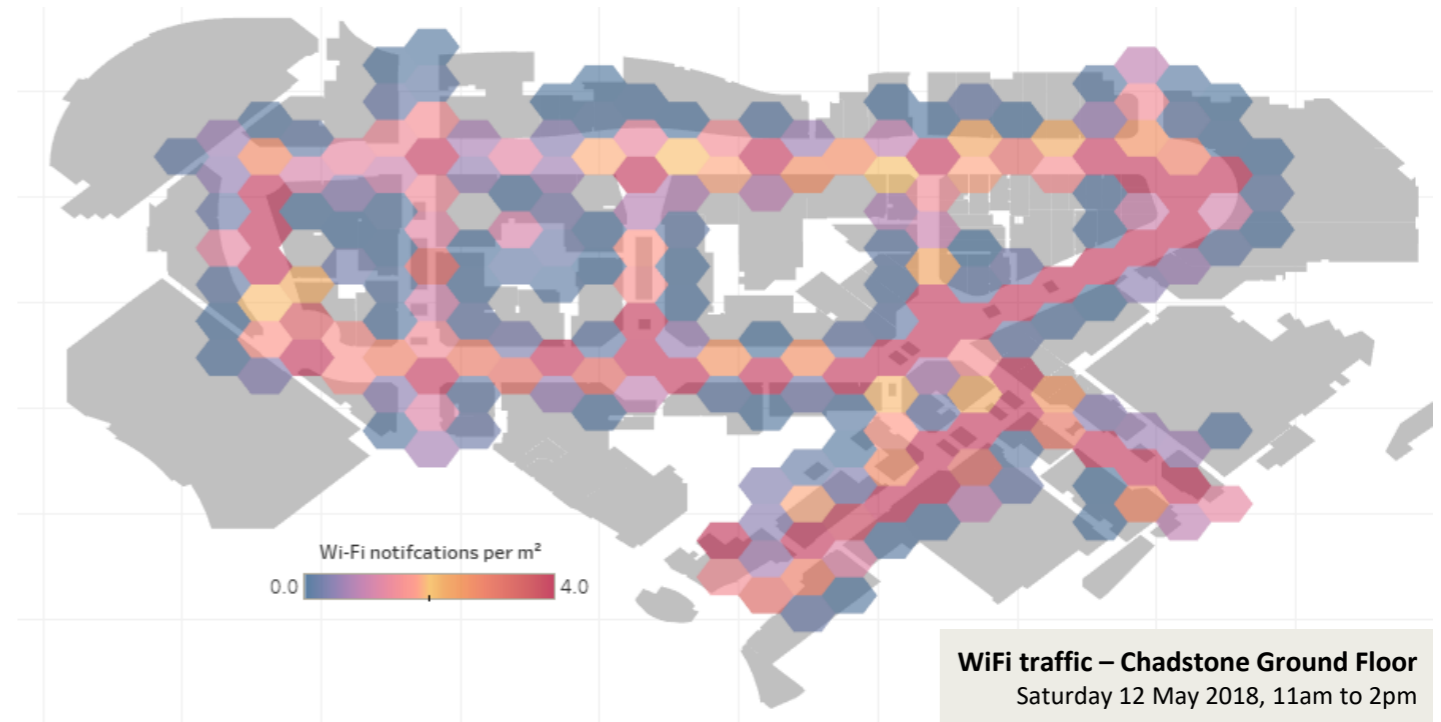 Wi-Fi notifcations per m²
0.0 4.0
WiFi traffic – Chadstone Ground Floor
Saturday 12 May 2018, 11am to 2pm